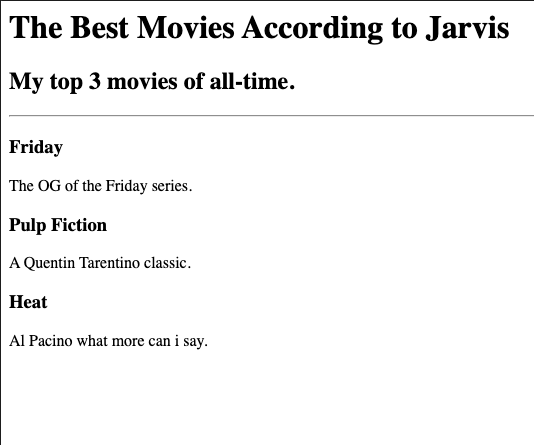 The Best Movies According to Jarvis
My top 3 movies of all-time.
Friday
The OG of the Friday series.
Pulp Fiction
A Quentin Tarentino classic.
Heat
Al Pacino what more can i say.